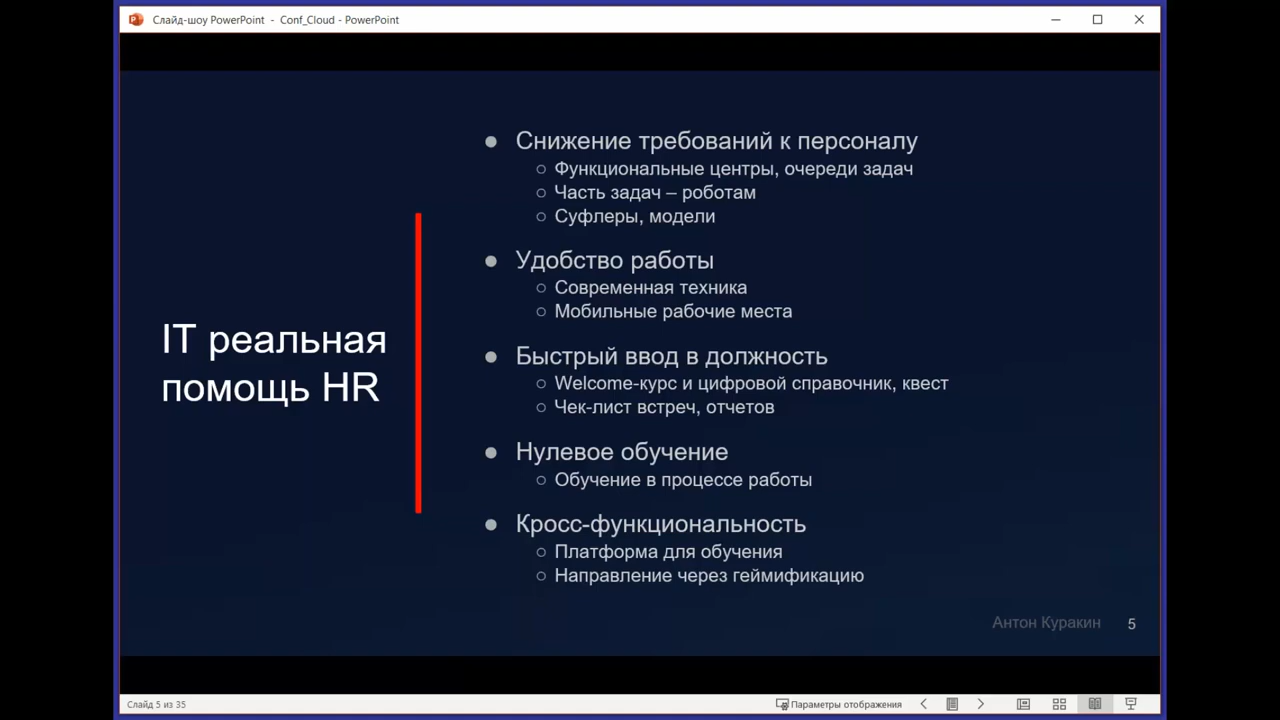 Слайд-шоу PowerPoint - Conf_Cloud - PowerPoint
IT реальная
помощь HR
● Снижение требований к персоналу
○ Функциональные центры, очереди задач
○ Часть задач – роботам
○ Суфлеры, модели
● Удобство работы
○ Современная техника
○ Мобильные рабочие места
● Быстрый ввод в должность
○ Welcome-курс и цифровой справочник, квест
○ Чек-лист встреч, отчетов
● Нулевое обучение
○ Обучение в процессе работы
● Кросс-функциональность
○ Платформа для обучения
○ Направление через геймификацию
Антон Куракин 5
Слайд 5 из 35 Параметры отображения